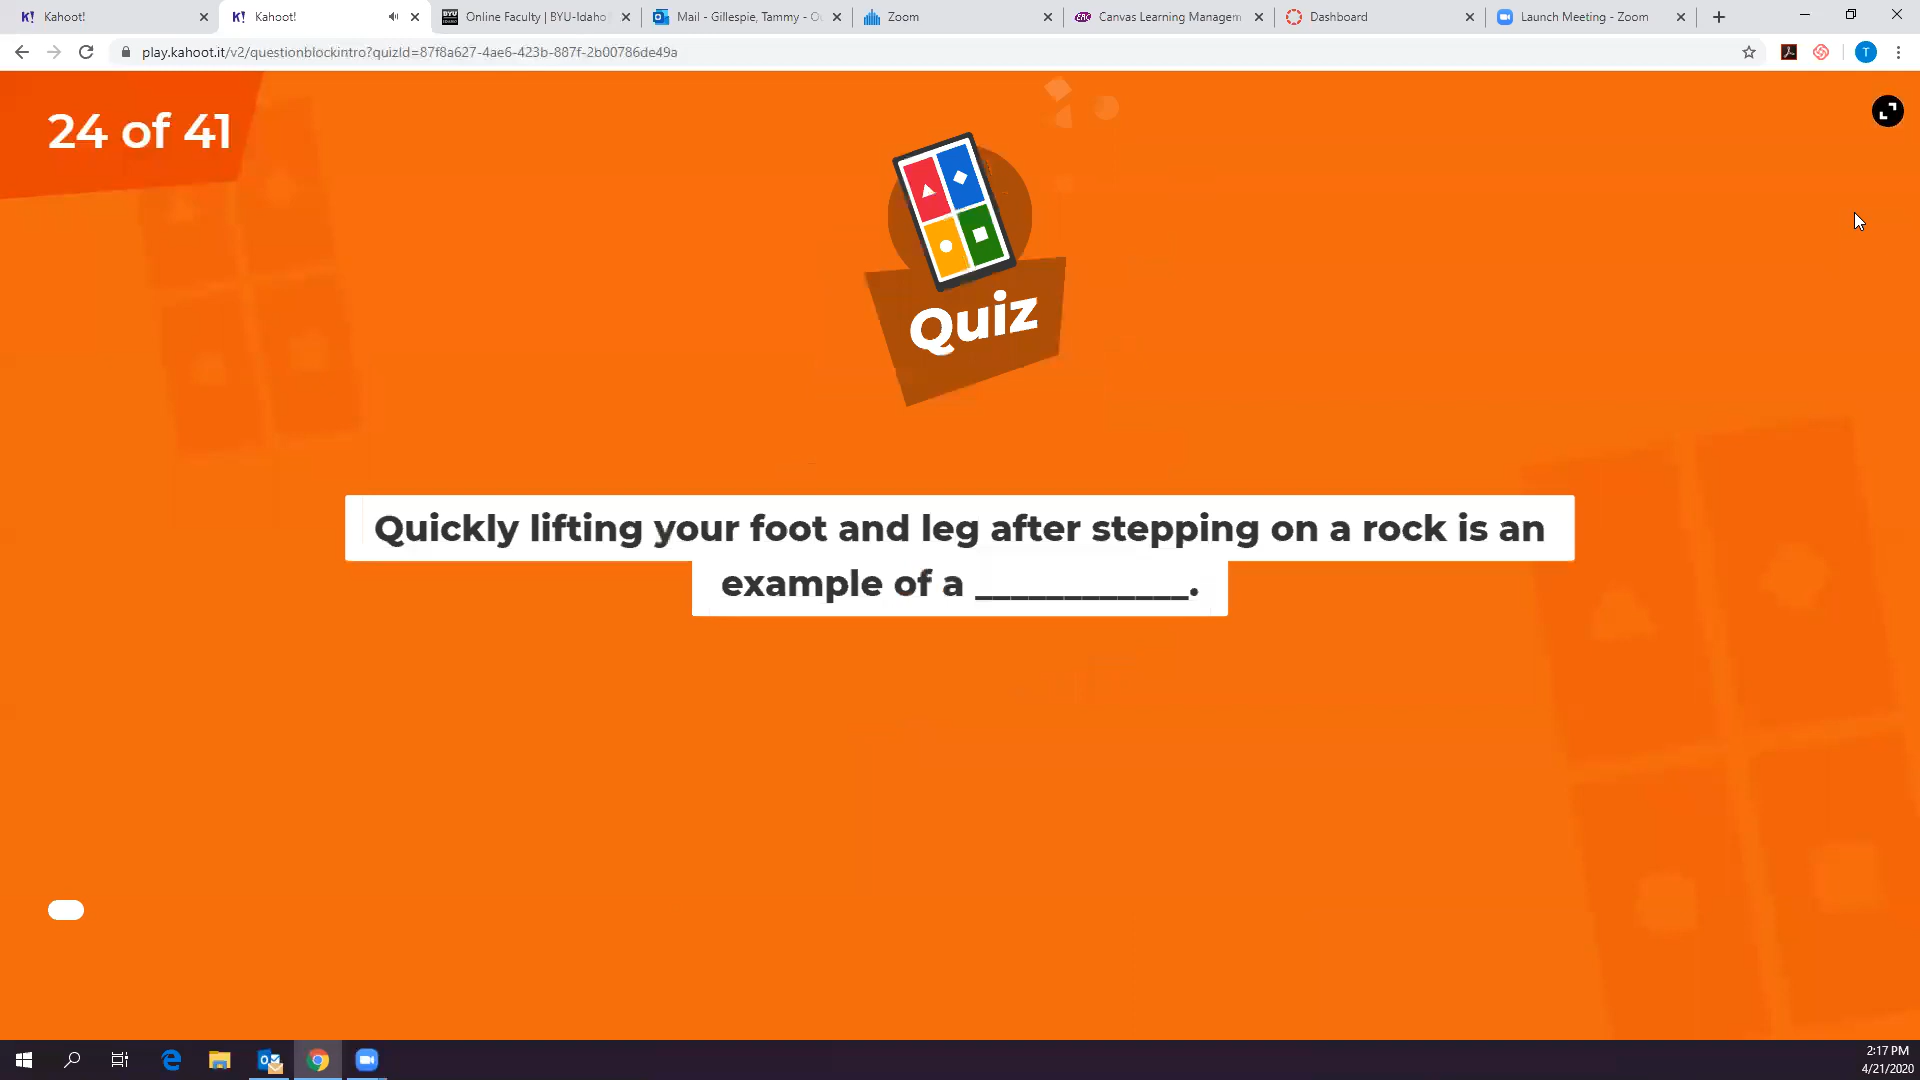 Kahoot!
Kahoot!
Online Faculty | BYU-Idaho
Mail - Gillespie, Tammy - O
Zoom
Canvas Learning Managem
Dashboard
Launch Meeting - Zoom
play.kahoot.it/v2/questionblockintro?quizId=87f8a627-4ae6-423b-887f-2b00786de49a
T
24 of 41
Quiz
Quickly lifting your foot and leg after stepping on a rock is an
example of a ____________.
2:17 PM
4/21/2020